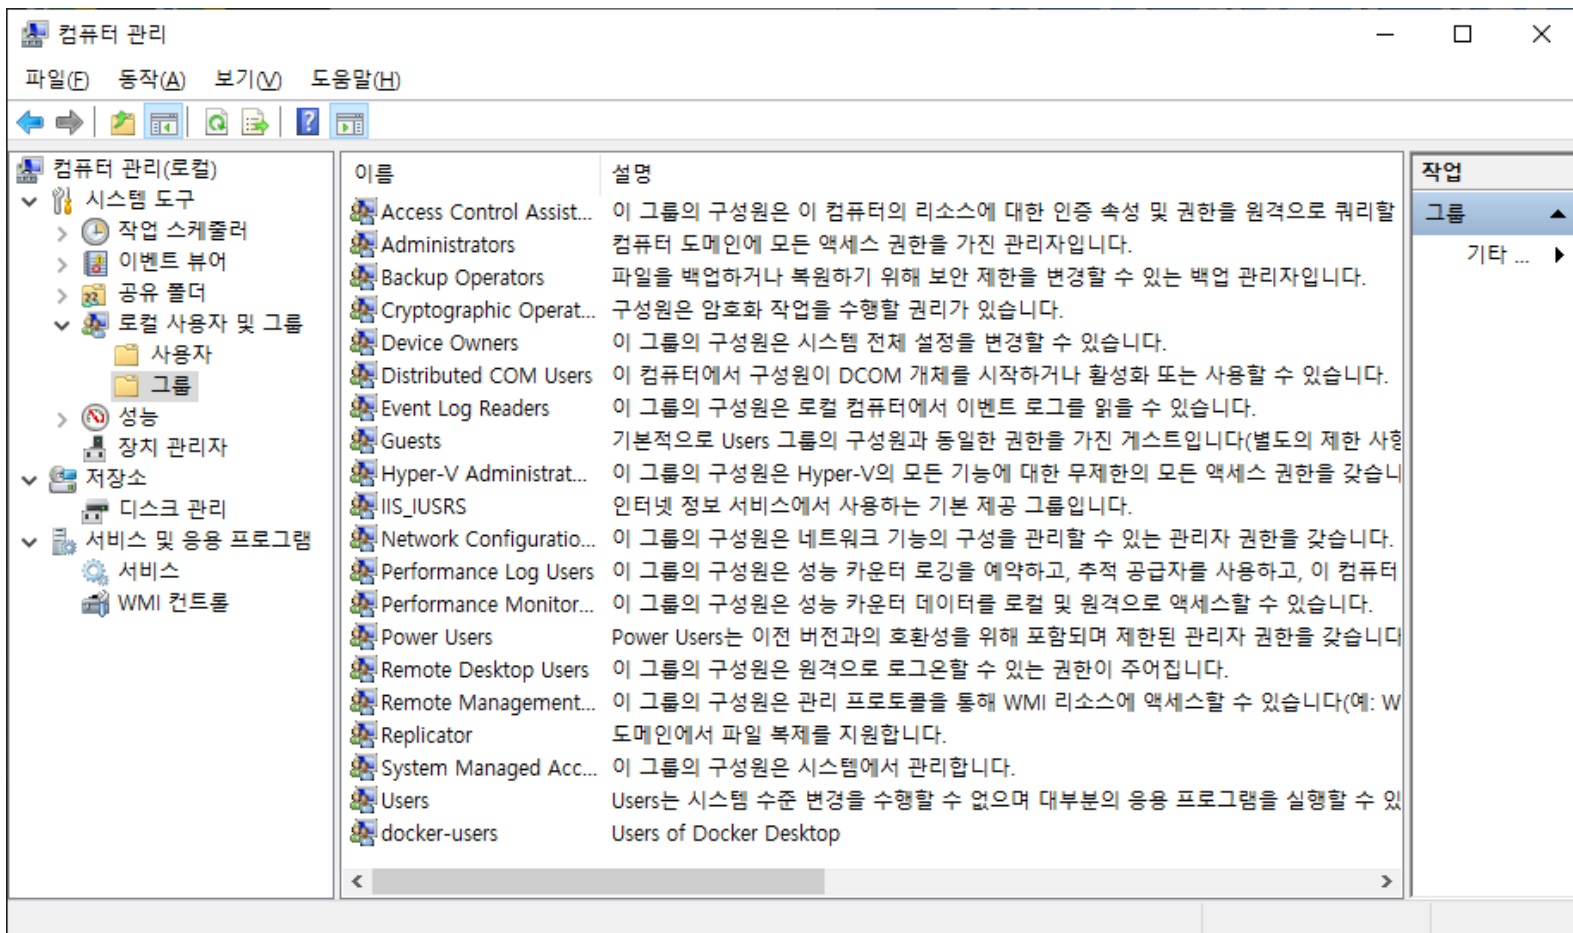 컴퓨터 관리
파일(F) 동작(A) 보기(V) 도움말(H)
컴퓨터 관리(로컬)
시스템 도구
작업 스케줄러
이벤트 뷰어
공유 폴더
로컬 사용자 및 그룹
사용자
그룹
성능
장치 관리자
저장소
디스크 관리
서비스 및 응용 프로그램
서비스
WMI 컨트롤
이름 설명
Access Control Assist... 이 그룹의 구성원은 이 컴퓨터의 리소스에 대한 인증 속성 및 권한을 원격으로 쿼리할
Administrators 컴퓨터 도메인에 모든 액세스 권한을 가진 관리자입니다.
Backup Operators 파일을 백업하거나 복원하기 위해 보안 제한을 변경할 수 있는 백업 관리자입니다.
Cryptographic Operat... 구성원은 암호화 작업을 수행할 권리가 있습니다.
Device Owners 이 그룹의 구성원은 시스템 전체 설정을 변경할 수 있습니다.
Distributed COM Users 이 컴퓨터에서 구성원이 DCOM 개체를 시작하거나 활성화 또는 사용할 수 있습니다.
Event Log Readers 이 그룹의 구성원은 로컬 컴퓨터에서 이벤트 로그를 읽을 수 있습니다.
Guests 기본적으로 Users 그룹의 구성원과 동일한 권한을 가진 게스트입니다(별도의 제한 사항
Hyper-V Administrat... 이 그룹의 구성원은 Hyper-V의 모든 기능에 대한 무제한의 모든 액세스 권한을 갖습니
IIS_IUSRS 인터넷 정보 서비스에서 사용하는 기본 제공 그룹입니다.
Network Configuratio... 이 그룹의 구성원은 네트워크 기능의 구성을 관리할 수 있는 관리자 권한을 갖습니다.
Performance Log Users 이 그룹의 구성원은 성능 카운터 로깅을 예약하고, 추적 공급자를 사용하고, 이 컴퓨터
Performance Monitor... 이 그룹의 구성원은 성능 카운터 데이터를 로컬 및 원격으로 액세스할 수 있습니다.
Power Users Power Users는 이전 버전과의 호환성을 위해 포함되며 제한된 관리자 권한을 갖습니다
Remote Desktop Users 이 그룹의 구성원은 원격으로 로그온할 수 있는 권한이 주어집니다.
Remote Management... 이 그룹의 구성원은 관리 프로토콜을 통해 WMI 리소스에 액세스할 수 있습니다(예: W
Replicator 도메인에서 파일 복제를 지원합니다.
System Managed Acc... 이 그룹의 구성원은 시스템에서 관리합니다.
Users Users는 시스템 수준 변경을 수행할 수 없으며 대부분의 응용 프로그램을 실행할 수 있
docker-users Users of Docker Desktop
작업
그룹
기타 ...